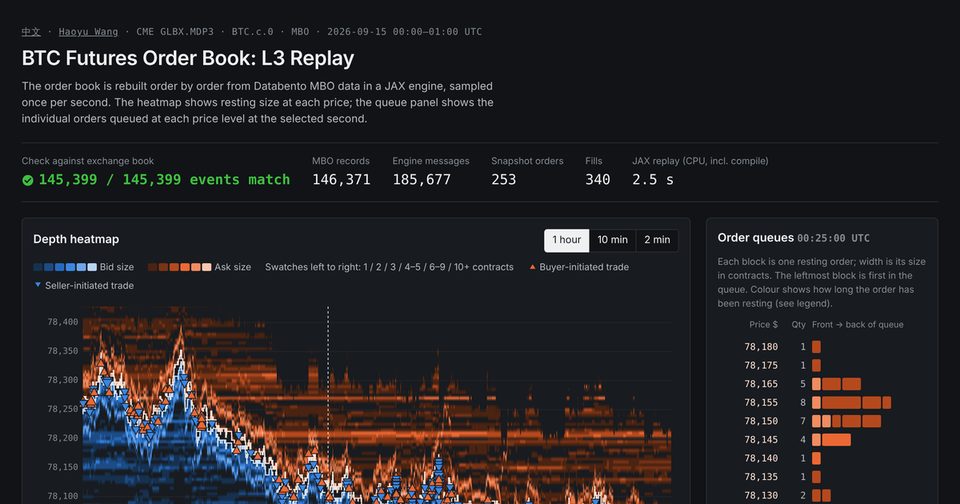 中文 · Haoyu Wang · CME GLBX.MDP3 · BTC.c.0 · MBO · 2026-09-15 00:00–01:00 UTC
BTC Futures Order Book: L3 Replay
The order book is rebuilt order by order from Databento MBO data in a JAX engine, sampled
once per second. The heatmap shows resting size at each price; the queue panel shows the
individual orders queued at each price level at the selected second.
Check against exchange book
145,399 / 145,399 events match
MBO records
146,371
Engine messages
185,677
Snapshot orders
253
Fills
340
JAX replay (CPU, incl. compile)
2.5 s
Depth heatmap
1 hour 10 min 2 min
Bid size Ask size Swatches left to right: 1 / 2 / 3 / 4–5 / 6–9 / 10+ contracts Buyer-initiated trade
Seller-initiated trade
78,400
78,350
78,300
78,250
78,200
78,150
78,100
Order queues 00:25:00 UTC
Each block is one resting order; width is its size
in contracts. The leftmost block is first in the
queue. Colour shows how long the order has
been resting (see legend).
Price $ Qty Front → back of queue
78,180 1
78,175 1
78,165 5
78,155 8
78,150 7
78,145 4
78,140 1
78,135 1
78,130 2